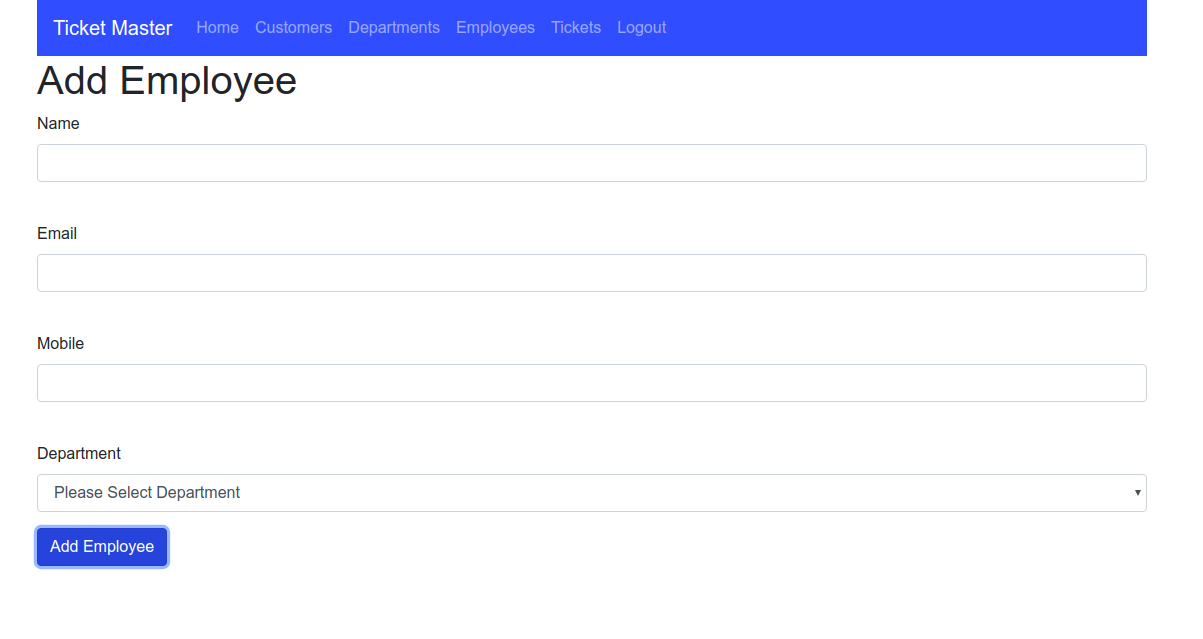 Ticket Master Home Customers Departments Employees Tickets Logout
Add Employee
Name
Email
Mobile
Department
Please Select Department
Add Employee